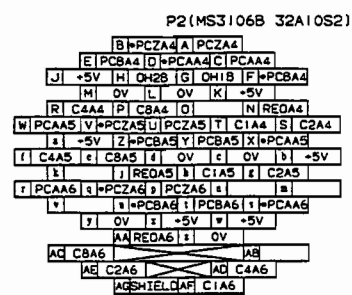 P2(MS3106B 32A10S2)
B *PCZA4 A PCZA4
E PCBA4 D *PCAA4 C PCAA4
J +5V H OH2B G OH1B F *PCBA4
M 0V L 0V K +5V
R C4A4 P C8A4 O N REOA4
W PCAA5 V *PCZA5 U PCZA5 T C1A4 S C2A4
a +5V Z *PCBA5 Y PCBA5 X *PCAA5
f C4A5 e C8A5 d 0V c 0V b +5V
k j REOA5 h C1A5 g C2A5
r PCAA6 q *PCZA6 p PCZA6 n m
v u *PCBA6 t PCBA6 s *PCAA6
y 0V x +5V w +5V
AA REOA6 z 0V
AC C8A6 AB
AE C2A6 AD C4A6
AG SHIELD AF C1A6